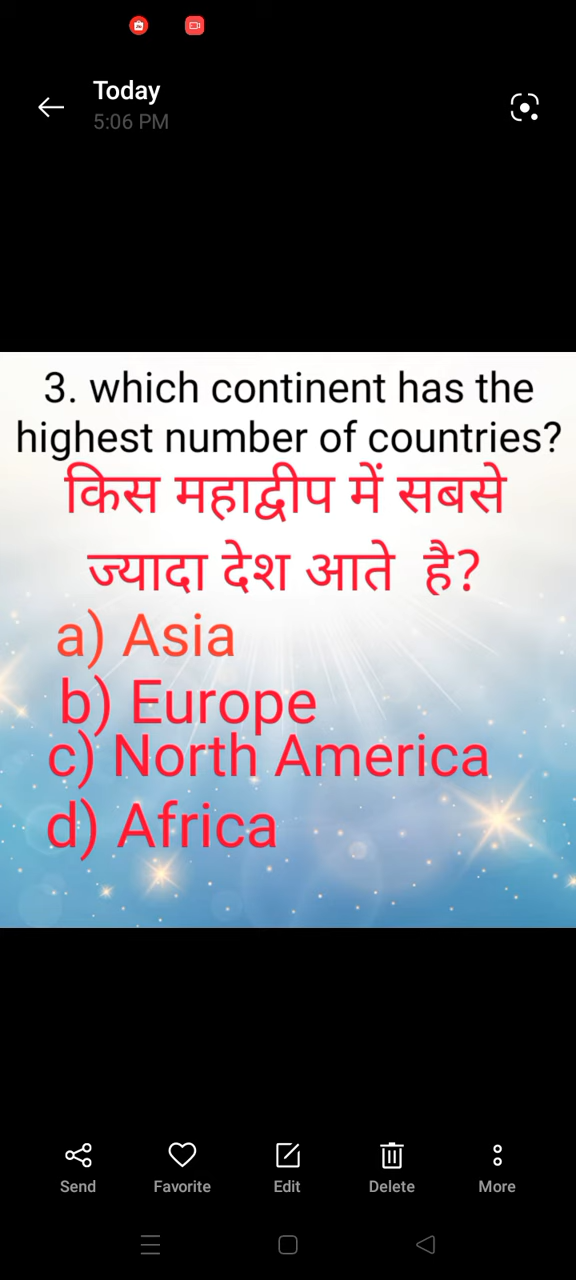 Today
5:06 PM
3. which continent has the
highest number of countries?
किस महाद्वीप में सबसे
ज्यादा देश आते है?
a) Asia
b) Europe
c) North America
d) Africa
Send Favorite Edit Delete More